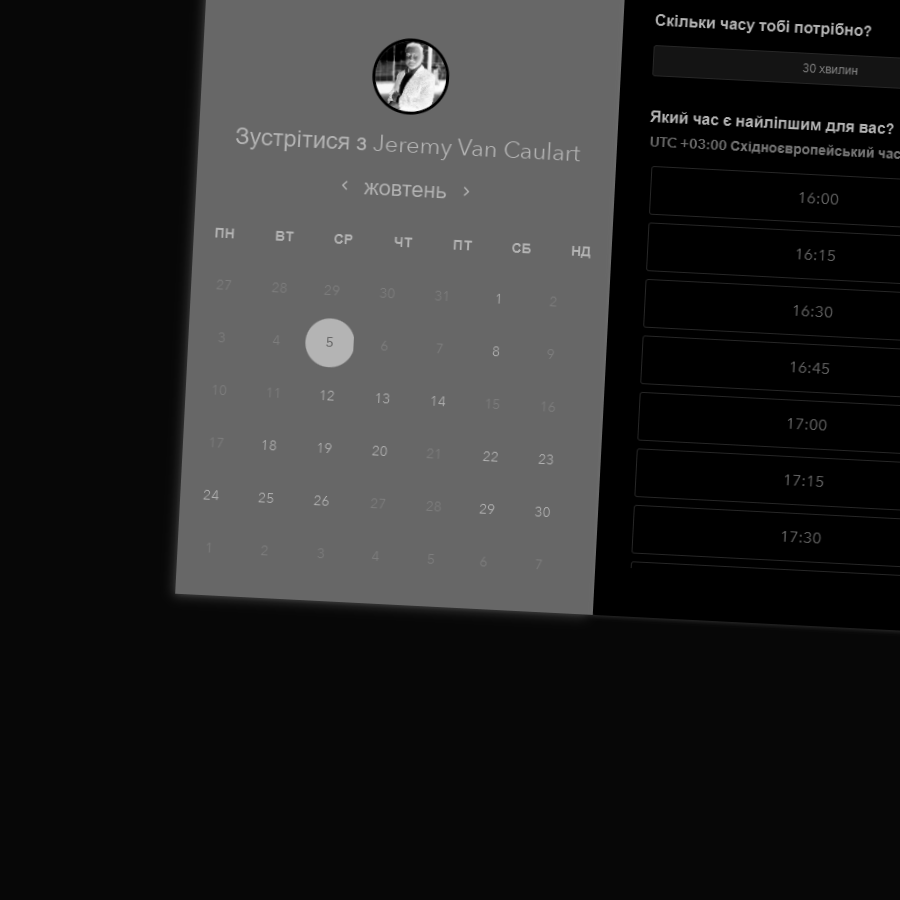 Зустрітися з Jeremy Van Caulart
‹ жовтень ›
ПН ВТ СР ЧТ ПТ СБ НД
27 28 29 30 31 1 2
3 4 5 6 7 8 9
10 11 12 13 14 15 16
17 18 19 20 21 22 23
24 25 26 27 28 29 30
1 2 3 4 5 6 7
Скільки часу тобі потрібно?
30 хвилин
Який час є найліпшим для вас?
UTC +03:00 Східноєвропейський час
16:00
16:15
16:30
16:45
17:00
17:15
17:30